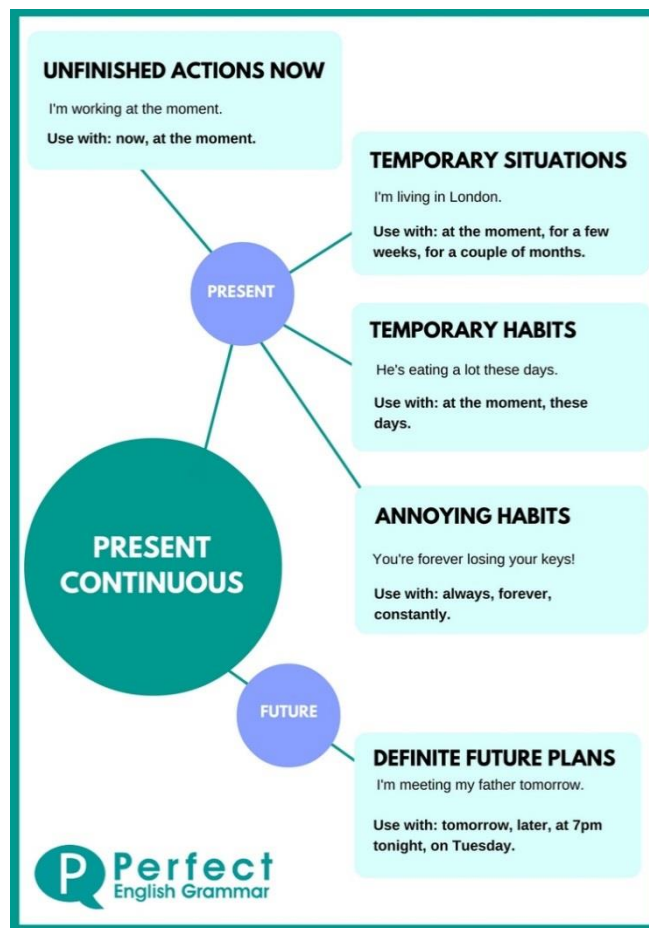 UNFINISHED ACTIONS NOW
I'm working at the moment.
Use with: now, at the moment.
TEMPORARY SITUATIONS
I'm living in London.
Use with: at the moment, for a few
weeks, for a couple of months.
PRESENT
TEMPORARY HABITS
He's eating a lot these days.
Use with: at the moment, these
days.
ANNOYING HABITS
You're forever losing your keys!
Use with: always, forever,
constantly.
PRESENT
CONTINUOUS
FUTURE
DEFINITE FUTURE PLANS
I'm meeting my father tomorrow.
Use with: tomorrow, later, at 7pm
tonight, on Tuesday.
P Perfect
English Grammar